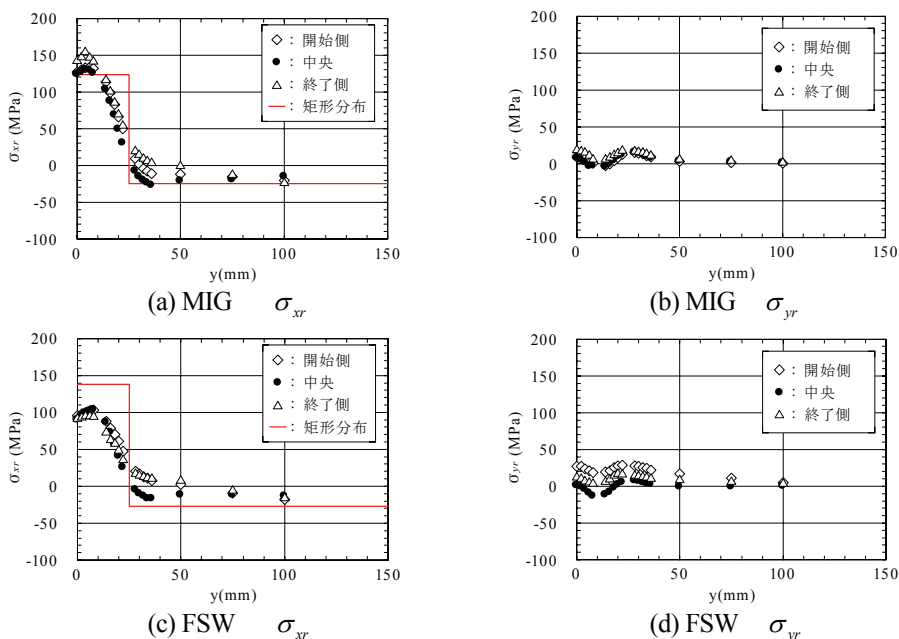 200
150
100
50
0
-50
-100
σxr (MPa)
◇： 開始側
●： 中央
△： 終了側
—： 矩形分布
0 50 100 150
y(mm)
(a) MIG σxr
200
150
100
50
0
-50
-100
σyr (MPa)
◇： 開始側
●： 中央
△： 終了側
0 50 100 150
y(mm)
(b) MIG σyr
200
150
100
50
0
-50
-100
σxr (MPa)
◇： 開始側
●： 中央
△： 終了側
—： 矩形分布
0 50 100 150
y(mm)
(c) FSW σxr
200
150
100
50
0
-50
-100
σyr (MPa)
◇： 開始側
●： 中央
△： 終了側
0 50 100 150
y(mm)
(d) FSW σyr